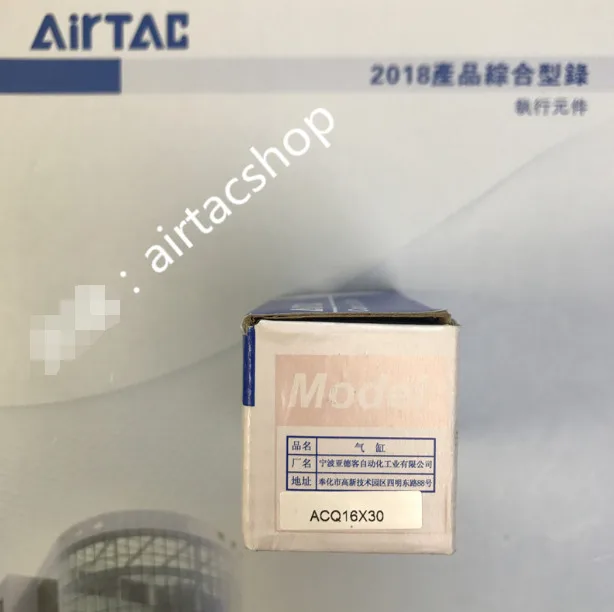 AirTAC
2018產品綜合型錄
執行元件
: airtacshop
Model
品名 气缸
厂名 宁波亚德客自动化工业有限公司
地址 奉化市高新技术园区四明东路88号
ACQ16X30